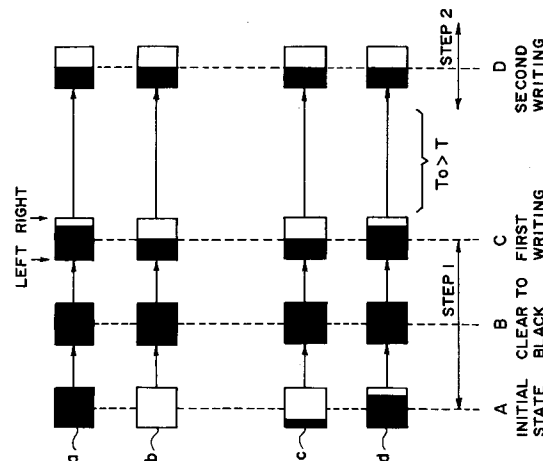 LEFT RIGHT
a
b
c
d
To > T
STEP 1
STEP 2
A
B
C
D
INITIAL STATE
CLEAR TO BLACK
FIRST WRITING
SECOND WRITING